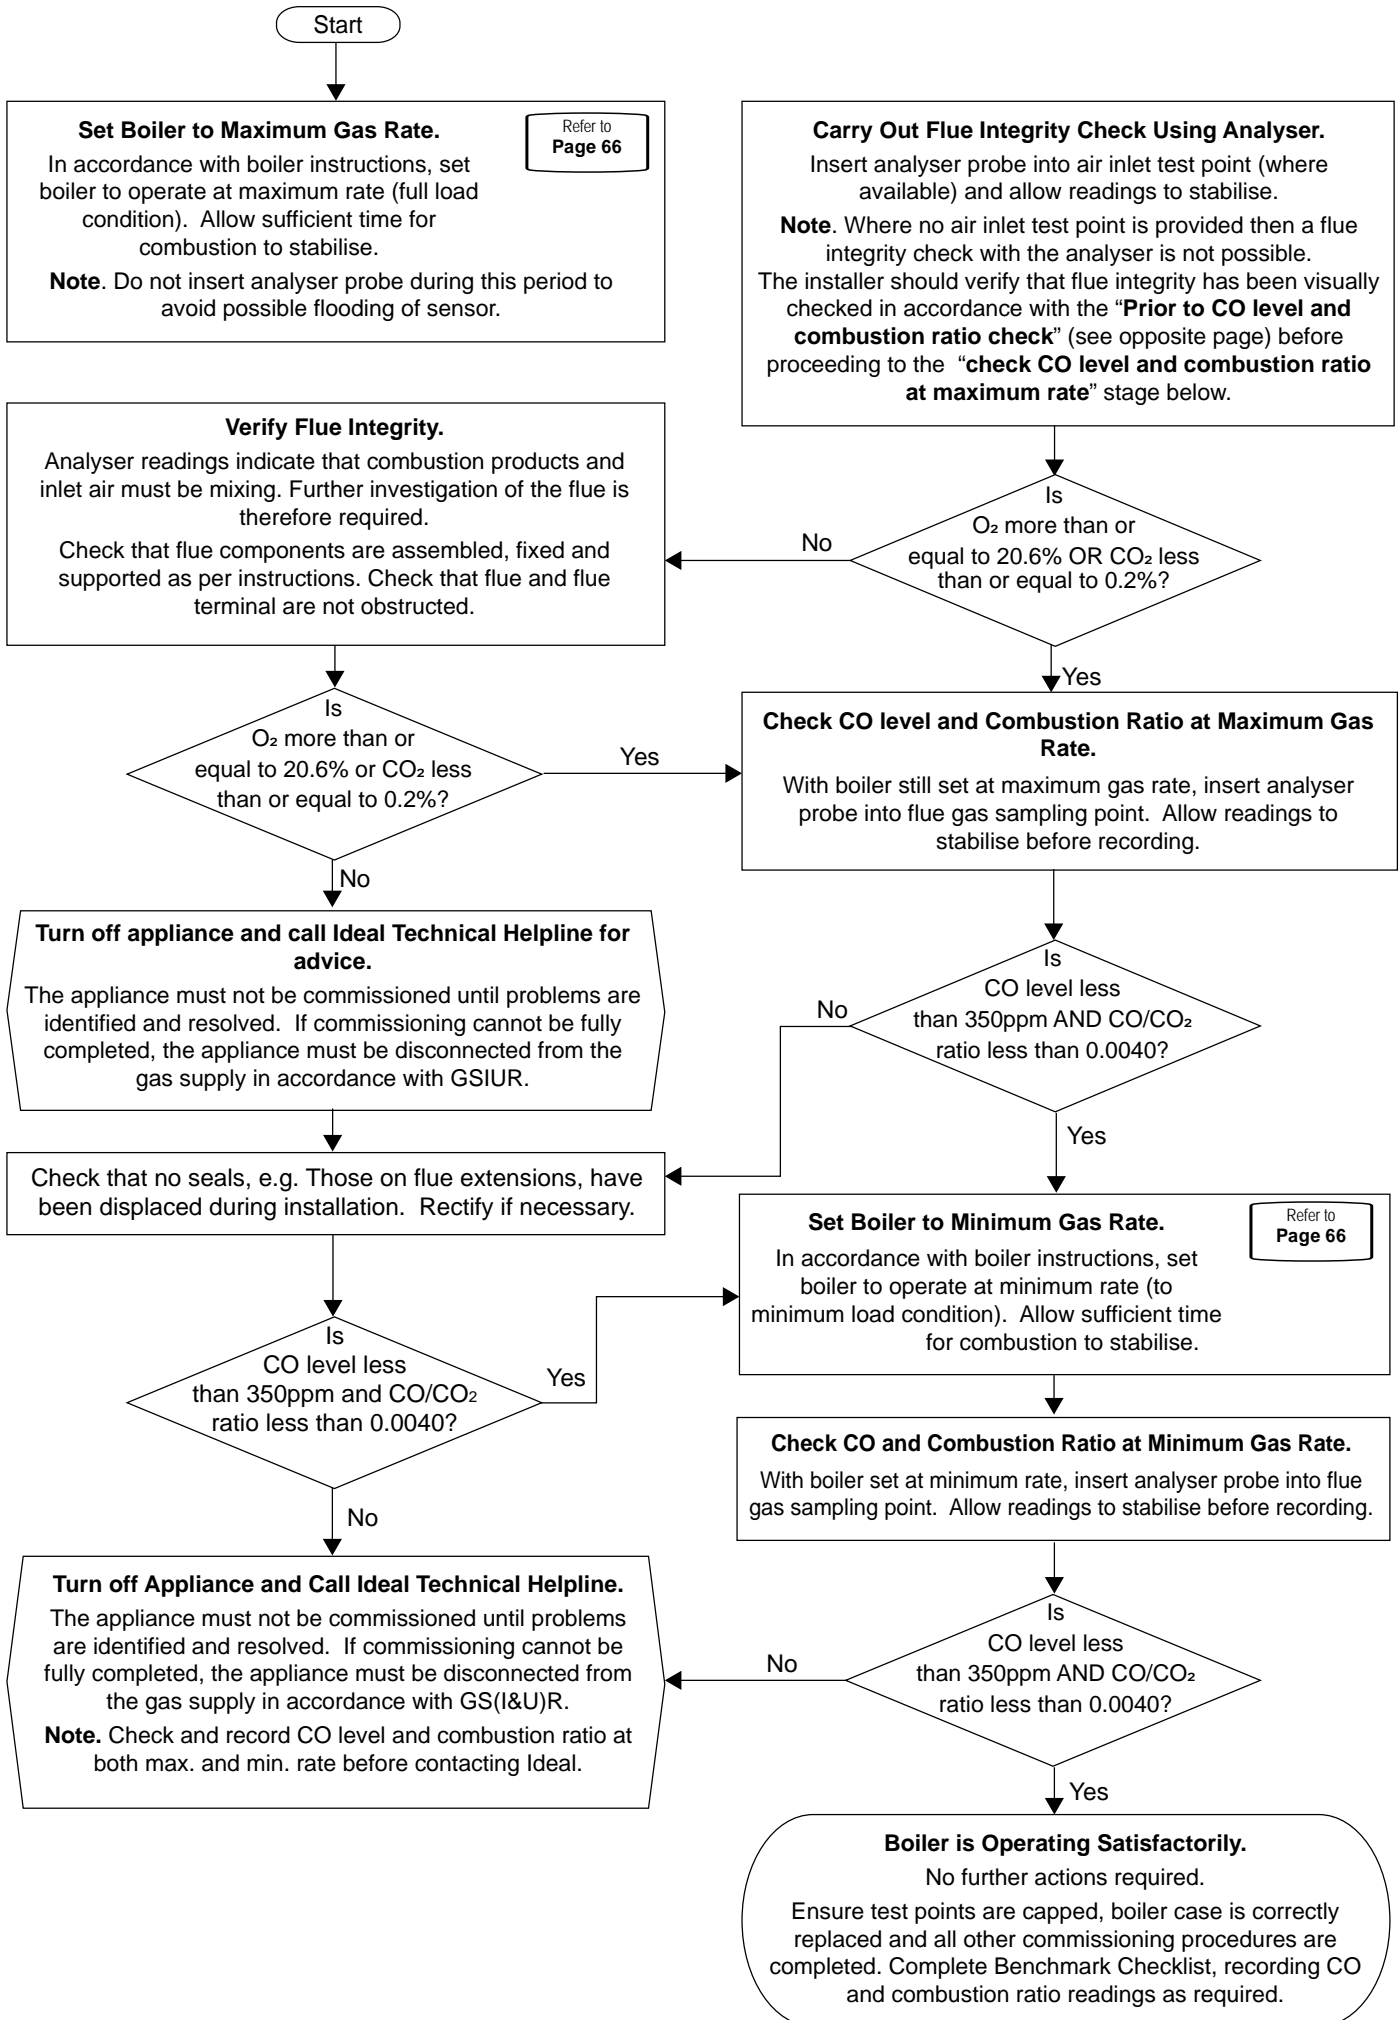 Start
Set Boiler to Maximum Gas Rate.
Refer to
Page 66
In accordance with boiler instructions, set
boiler to operate at maximum rate (full load
condition).  Allow sufficient time for
combustion to stabilise.
Note. Do not insert analyser probe during this period to
avoid possible flooding of sensor.
Carry Out Flue Integrity Check Using Analyser.
Insert analyser probe into air inlet test point (where
available) and allow readings to stabilise.
Note. Where no air inlet test point is provided then a flue
integrity check with the analyser is not possible.
The installer should verify that flue integrity has been visually
checked in accordance with the “Prior to CO level and
combustion ratio check” (see opposite page) before
proceeding to the  “check CO level and combustion ratio
at maximum rate” stage below.
Verify Flue Integrity.
Analyser readings indicate that combustion products and
inlet air must be mixing. Further investigation of the flue is
therefore required.
Check that flue components are assembled, fixed and
supported as per instructions. Check that flue and flue
terminal are not obstructed.
Is
O₂ more than or
equal to 20.6% OR CO₂ less
than or equal to 0.2%?
No
Yes
Is
O₂ more than or
equal to 20.6% or CO₂ less
than or equal to 0.2%?
Yes
No
Check CO level and Combustion Ratio at Maximum Gas
Rate.
With boiler still set at maximum gas rate, insert analyser
probe into flue gas sampling point.  Allow readings to
stabilise before recording.
Turn off appliance and call Ideal Technical Helpline for
advice.
The appliance must not be commissioned until problems are
identified and resolved.  If commissioning cannot be fully
completed, the appliance must be disconnected from the
gas supply in accordance with GSIUR.
Is
CO level less
than 350ppm AND CO/CO₂
ratio less than 0.0040?
No
Yes
Check that no seals, e.g. Those on flue extensions, have
been displaced during installation.  Rectify if necessary.
Set Boiler to Minimum Gas Rate.
Refer to
Page 66
In accordance with boiler instructions, set
boiler to operate at minimum rate (to
minimum load condition).  Allow sufficient time
for combustion to stabilise.
Is
CO level less
than 350ppm and CO/CO₂
ratio less than 0.0040?
Yes
No
Check CO and Combustion Ratio at Minimum Gas Rate.
With boiler set at minimum rate, insert analyser probe into flue
gas sampling point.  Allow readings to stabilise before recording.
Turn off Appliance and Call Ideal Technical Helpline.
The appliance must not be commissioned until problems
are identified and resolved.  If commissioning cannot be
fully completed, the appliance must be disconnected from
the gas supply in accordance with GS(I&U)R.
Note. Check and record CO level and combustion ratio at
both max. and min. rate before contacting Ideal.
Is
CO level less
than 350ppm AND CO/CO₂
ratio less than 0.0040?
No
Yes
Boiler is Operating Satisfactorily.
No further actions required.
Ensure test points are capped, boiler case is correctly
replaced and all other commissioning procedures are
completed. Complete Benchmark Checklist, recording CO
and combustion ratio readings as required.